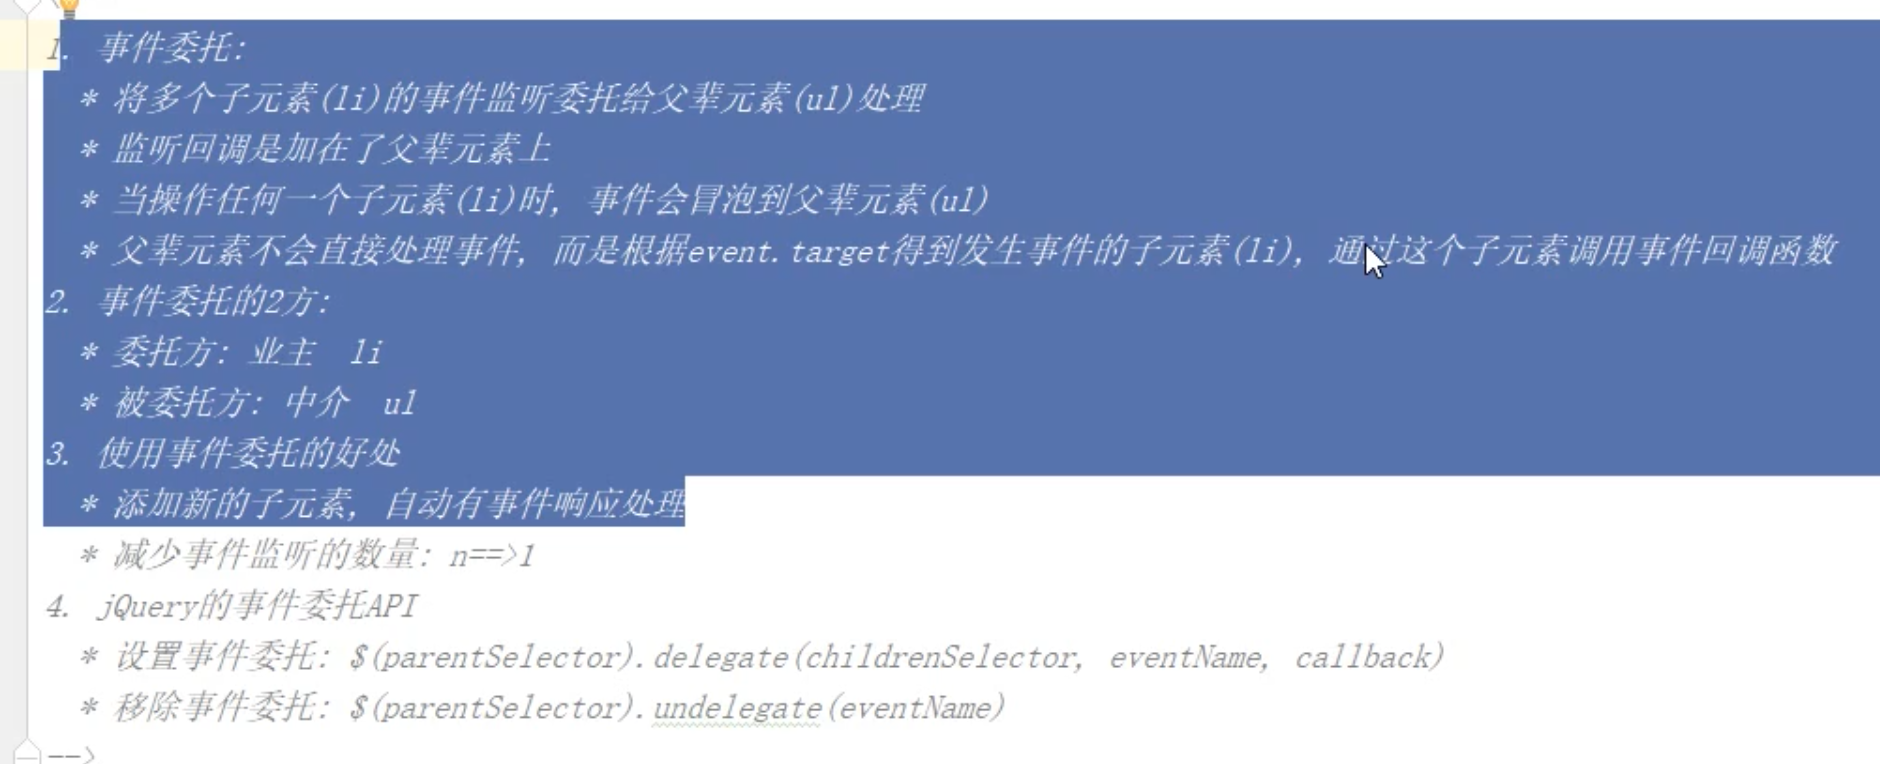 1. 事件委托:
* 将多个子元素(li)的事件监听委托给父辈元素(ul)处理
* 监听回调是加在了父辈元素上
* 当操作任何一个子元素(li)时, 事件会冒泡到父辈元素(ul)
* 父辈元素不会直接处理事件, 而是根据event.target得到发生事件的子元素(li), 通过这个子元素调用事件回调函数
2. 事件委托的2方:
* 委托方: 业主  li
* 被委托方: 中介  ul
3. 使用事件委托的好处
* 添加新的子元素, 自动有事件响应处理
* 减少事件监听的数量: n==>1
4. jQuery的事件委托API
* 设置事件委托: $(parentSelector).delegate(childrenSelector, eventName, callback)
* 移除事件委托: $(parentSelector).undelegate(eventName)
-->